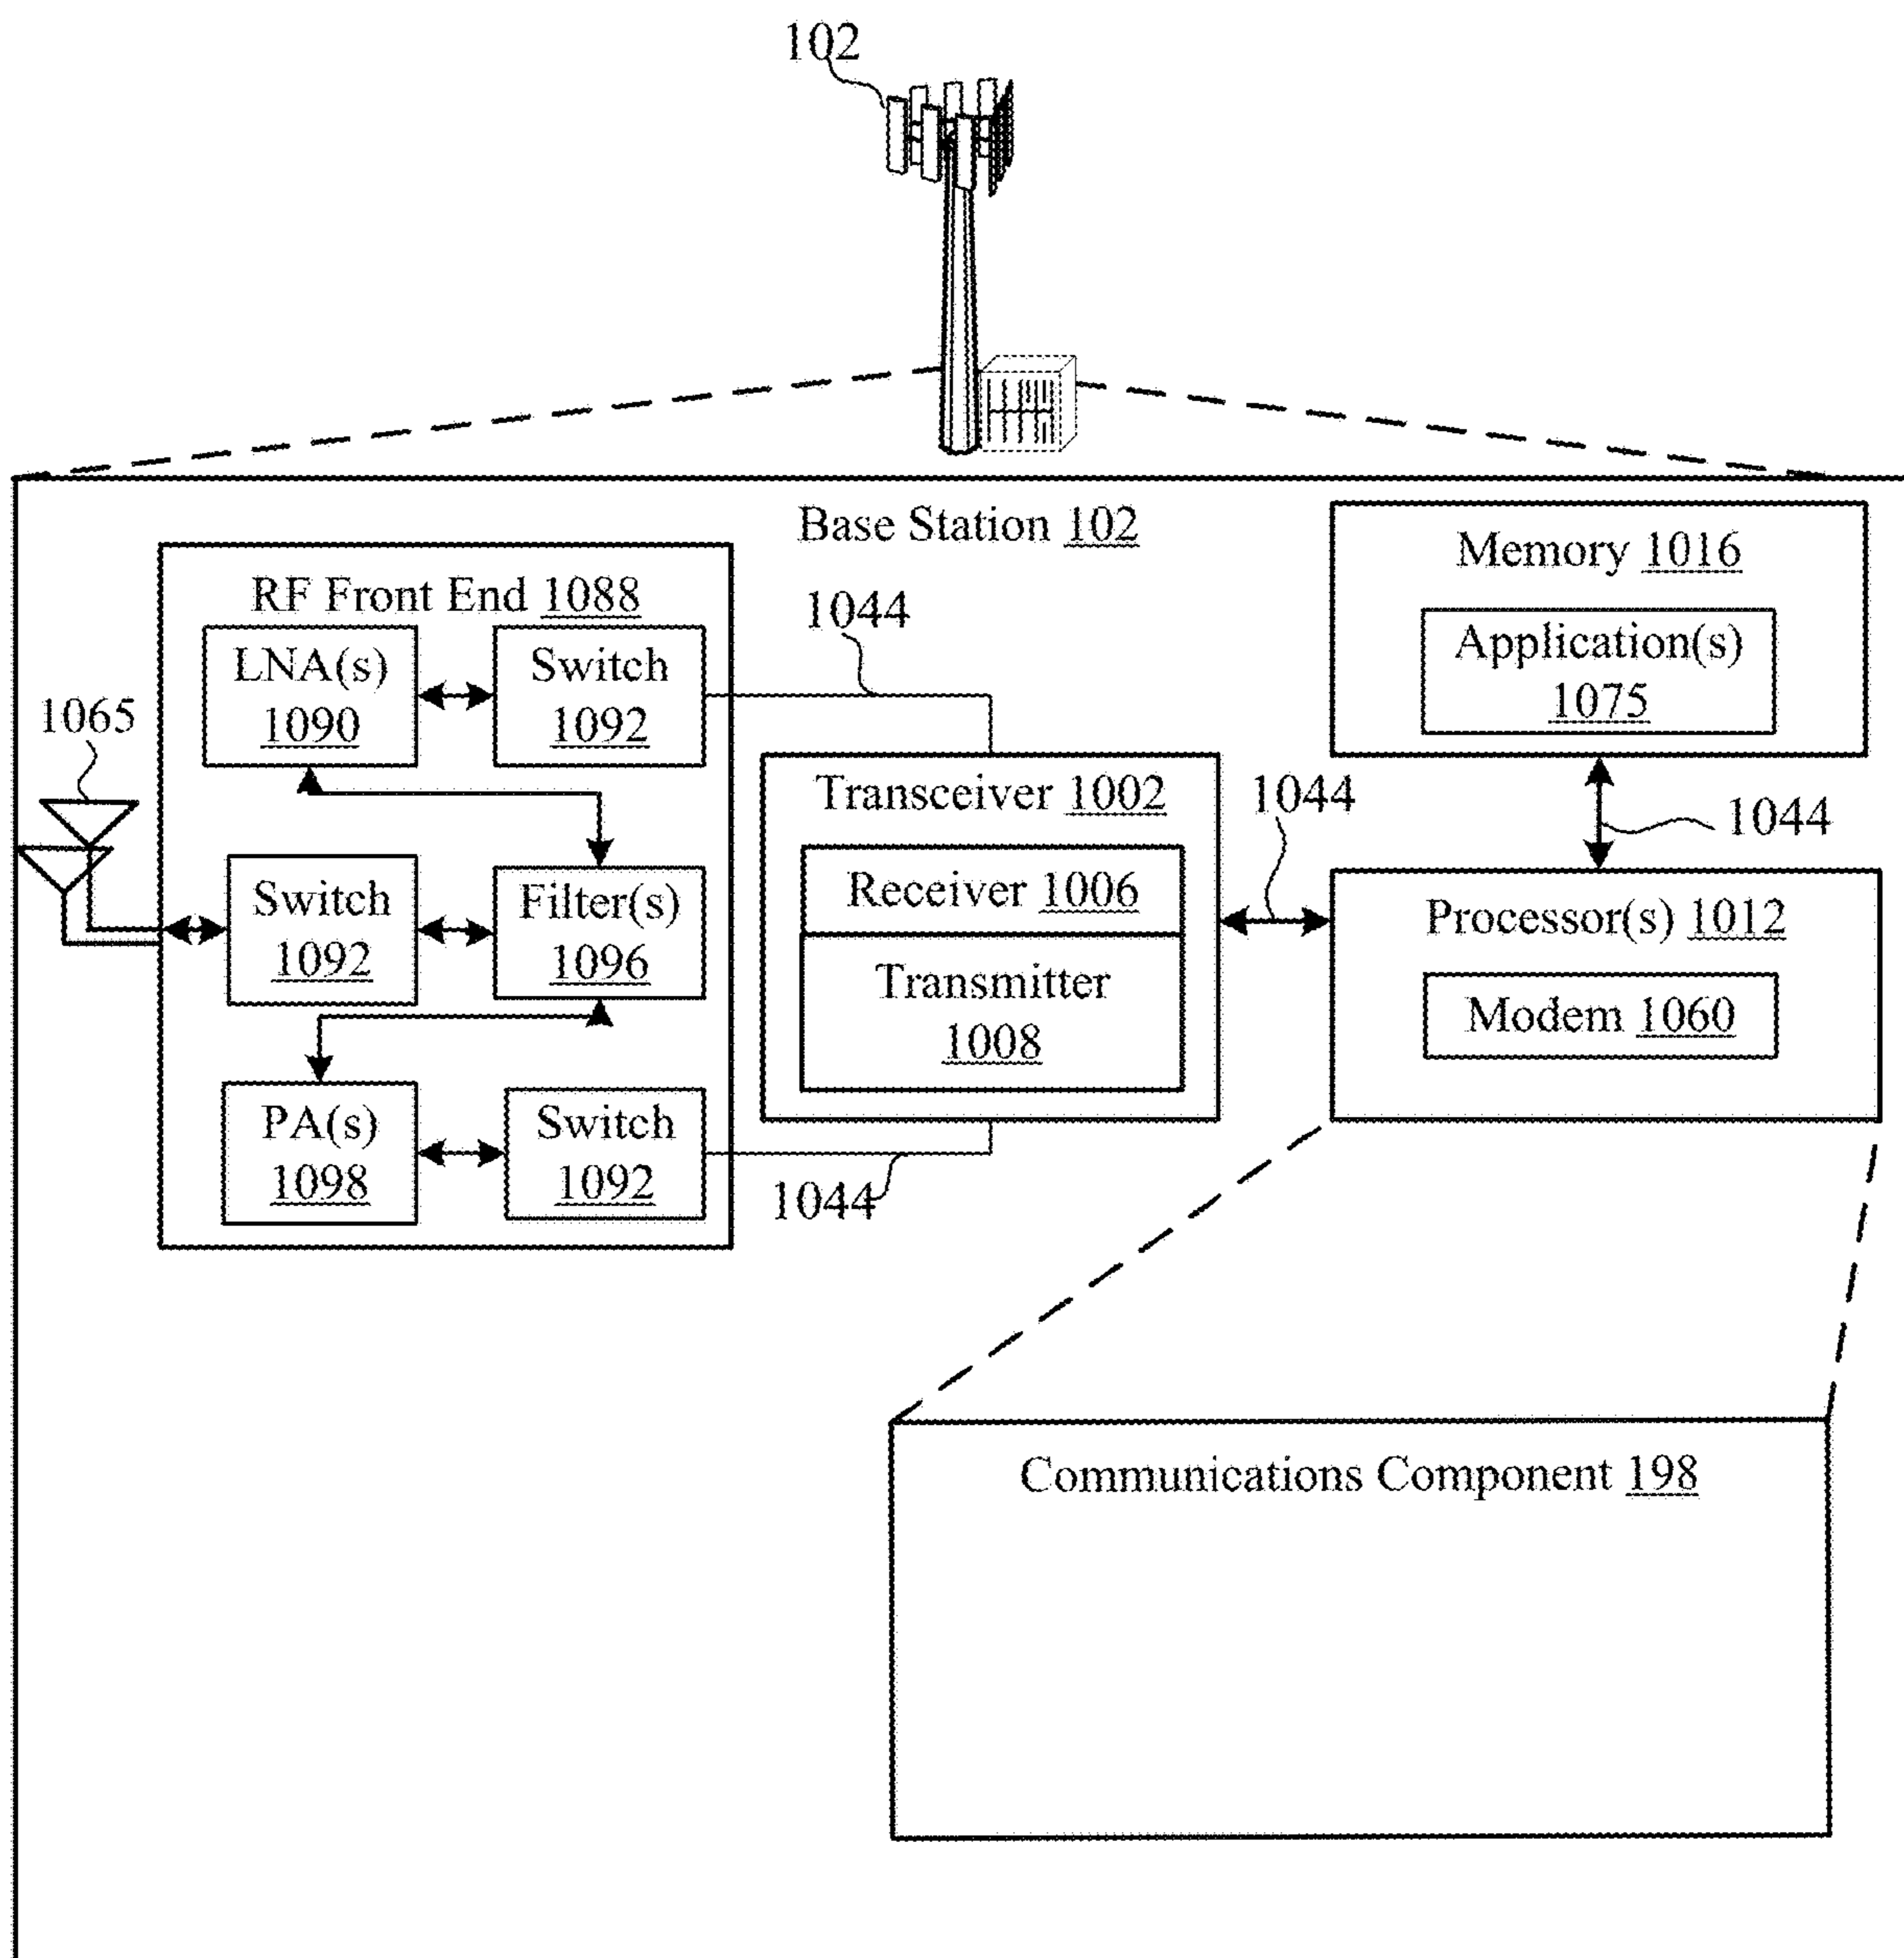 102
Base Station 102
RF Front End 1088
LNA(s)
1090
Switch
1092
1044
1065
Switch
1092
Filter(s)
1096
PA(s)
1098
Switch
1092
1044
Transceiver 1002
Receiver 1006
Transmitter
1008
1044
Memory 1016
Application(s)
1075
1044
Processor(s) 1012
Modem 1060
Communications Component 198